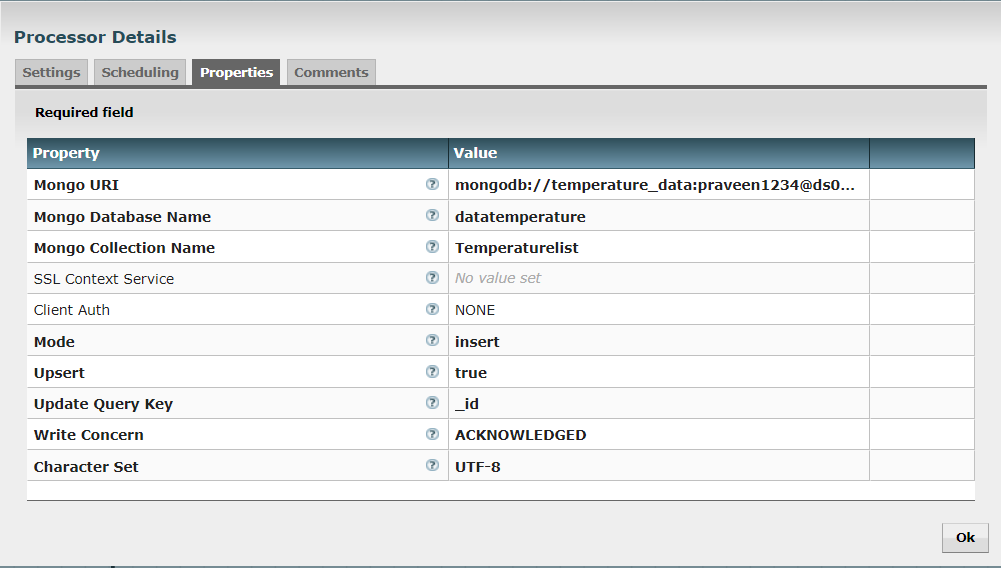 Processor Details
Settings Scheduling Properties Comments
Required field
Property Value
Mongo URI ? mongodb://temperature_data:praveen1234@ds0...
Mongo Database Name ? datatemperature
Mongo Collection Name ? Temperaturelist
SSL Context Service ? No value set
Client Auth ? NONE
Mode ? insert
Upsert ? true
Update Query Key ? _id
Write Concern ? ACKNOWLEDGED
Character Set ? UTF-8
Ok